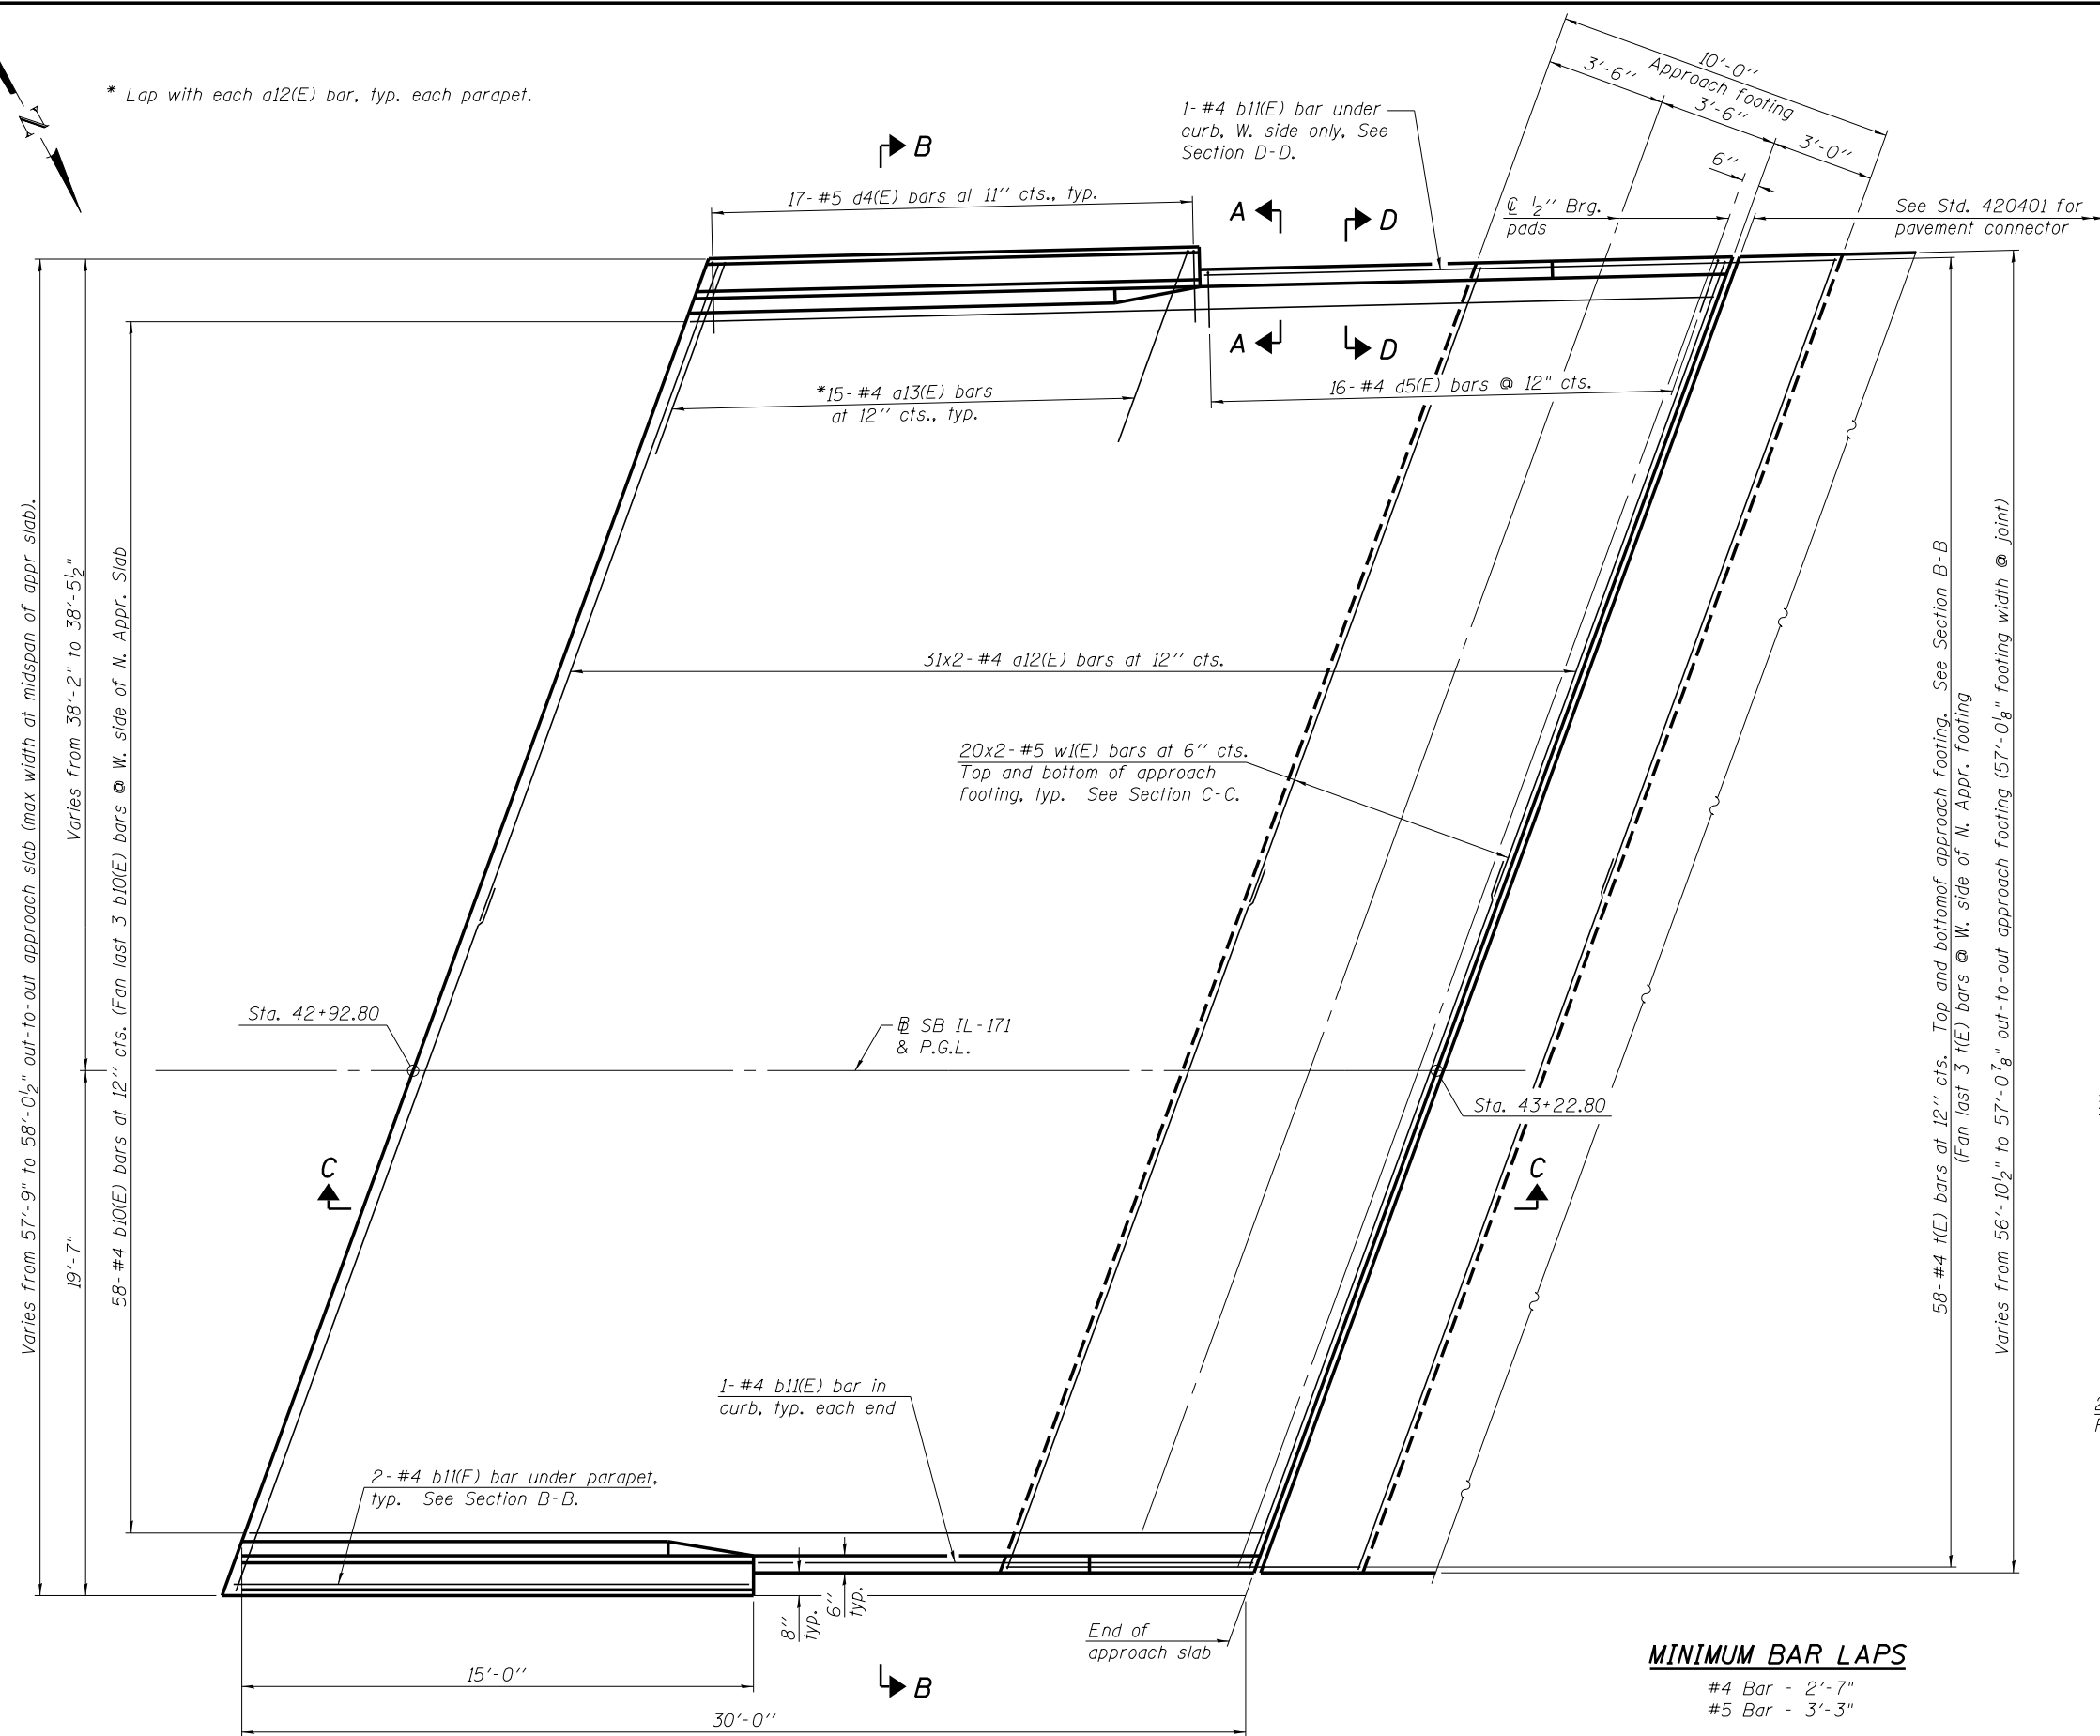 * Lap with each a12(E) bar, typ. each parapet.
N
B
1-#4 b11(E) bar under
curb, W. side only, See
Section D-D.
10'-0''
Approach footing
3'-6''
3'-6''
3'-0''
6''
17-#5 d4(E) bars at 11'' cts., typ.
A
D
℄ 1/2'' Brg.
pads
See Std. 420401 for
pavement connector
A
D
*15-#4 a13(E) bars
at 12'' cts., typ.
16-#4 d5(E) bars @ 12" cts.
Varies from 57'-9" to 58'-0 1/2" out-to-out approach slab (max width at midspan of appr slab).
Varies from 38'-2" to 38'-5 1/2"
58-#4 b10(E) bars at 12'' cts. (Fan last 3 b10(E) bars @ W. side of N. Appr. Slab
31x2-#4 a12(E) bars at 12'' cts.
20x2-#5 w1(E) bars at 6'' cts.
Top and bottom of approach
footing, typ. See Section C-C.
58-#4 t(E) bars at 12'' cts. Top and bottomof approach footing. See Section B-B
(Fan last 3 t(E) bars @ W. side of N. Appr. footing
Varies from 56'-10 1/2" to 57'-0 7/8" out-to-out approach footing (57'-0 1/8" footing width @ joint)
Sta. 42+92.80
℄ SB IL-171
& P.G.L.
Sta. 43+22.80
C
C
19'-7"
1-#4 b11(E) bar in
curb, typ. each end
2-#4 b11(E) bar under parapet,
typ. See Section B-B.
8''
typ.
6''
typ.
End of
approach slab
15'-0''
B
30'-0''
MINIMUM BAR LAPS
#4 Bar - 2'-7"
#5 Bar - 3'-3"